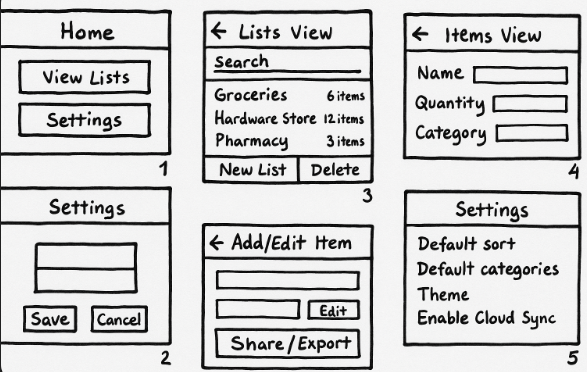 Home
View Lists
Settings
1
← Lists View
Search
Groceries 6 items
Hardware Store 12 items
Pharmacy 3 items
New List Delete
3
← Items View
Name
Quantity
Category
4
Settings
Save Cancel
2
← Add/Edit Item
Edit
Share/Export
Settings
Default sort
Default categories
Theme
Enable Cloud Sync
5